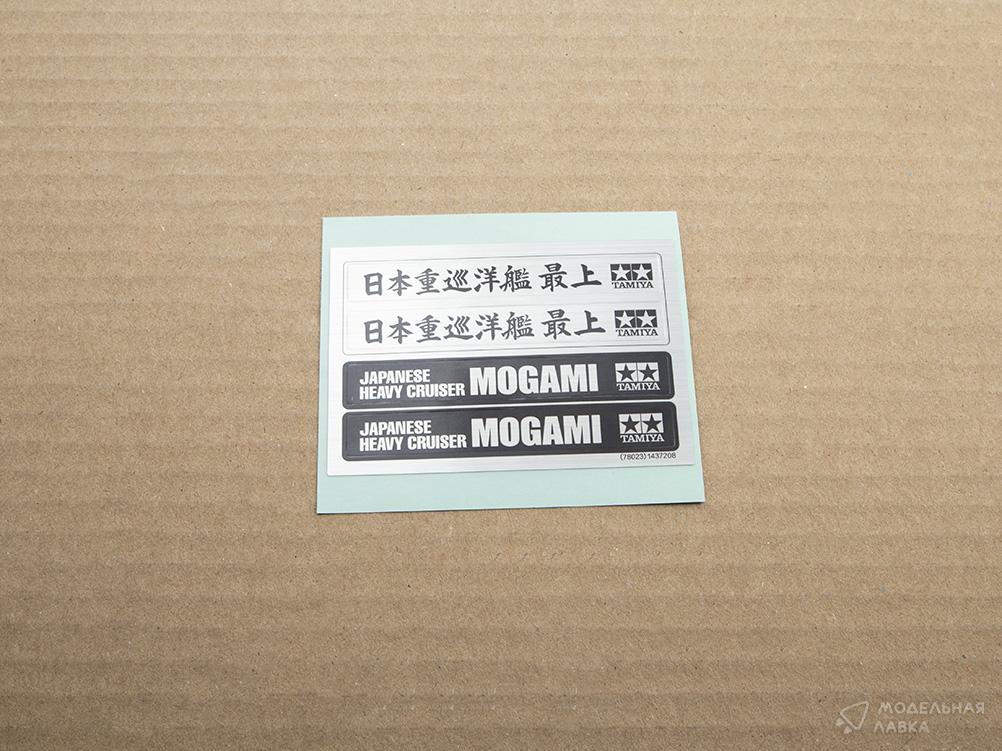 日本重巡洋艦 最上
TAMIYA
日本重巡洋艦 最上
TAMIYA
JAPANESE
HEAVY CRUISER MOGAMI
TAMIYA
JAPANESE
HEAVY CRUISER MOGAMI
TAMIYA
(78023)1437208
МОДЕЛЬНАЯ
ЛАВКА